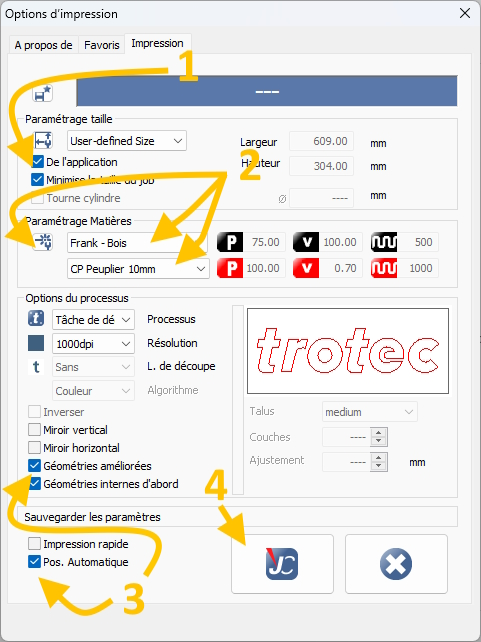 Options d'impression
A propos de Favoris Impression
1
---
Paramétrage taille
User-defined Size Largeur 609.00 mm
De l'application Hauteur 304.00 mm
2
Minimise la taille du job
Tourne cylindre ø ---- mm
Paramétrage Matières
Frank - Bois P 75.00 v 100.00 500
CP Peuplier 10mm P 100.00 v 0.70 1000
Options du processus
t Tâche de dé Processus
1000dpi Résolution
t Sans L. de découpe
Couleur Algorithme
trotec
Inverser Talus medium
Miroir vertical
Miroir horizontal Couches ----
Géométries améliorées Ajustement ---- mm
Géométries internes d'abord
4
Sauvegarder les paramètres
Impression rapide
Pos. Automatique
JC
3